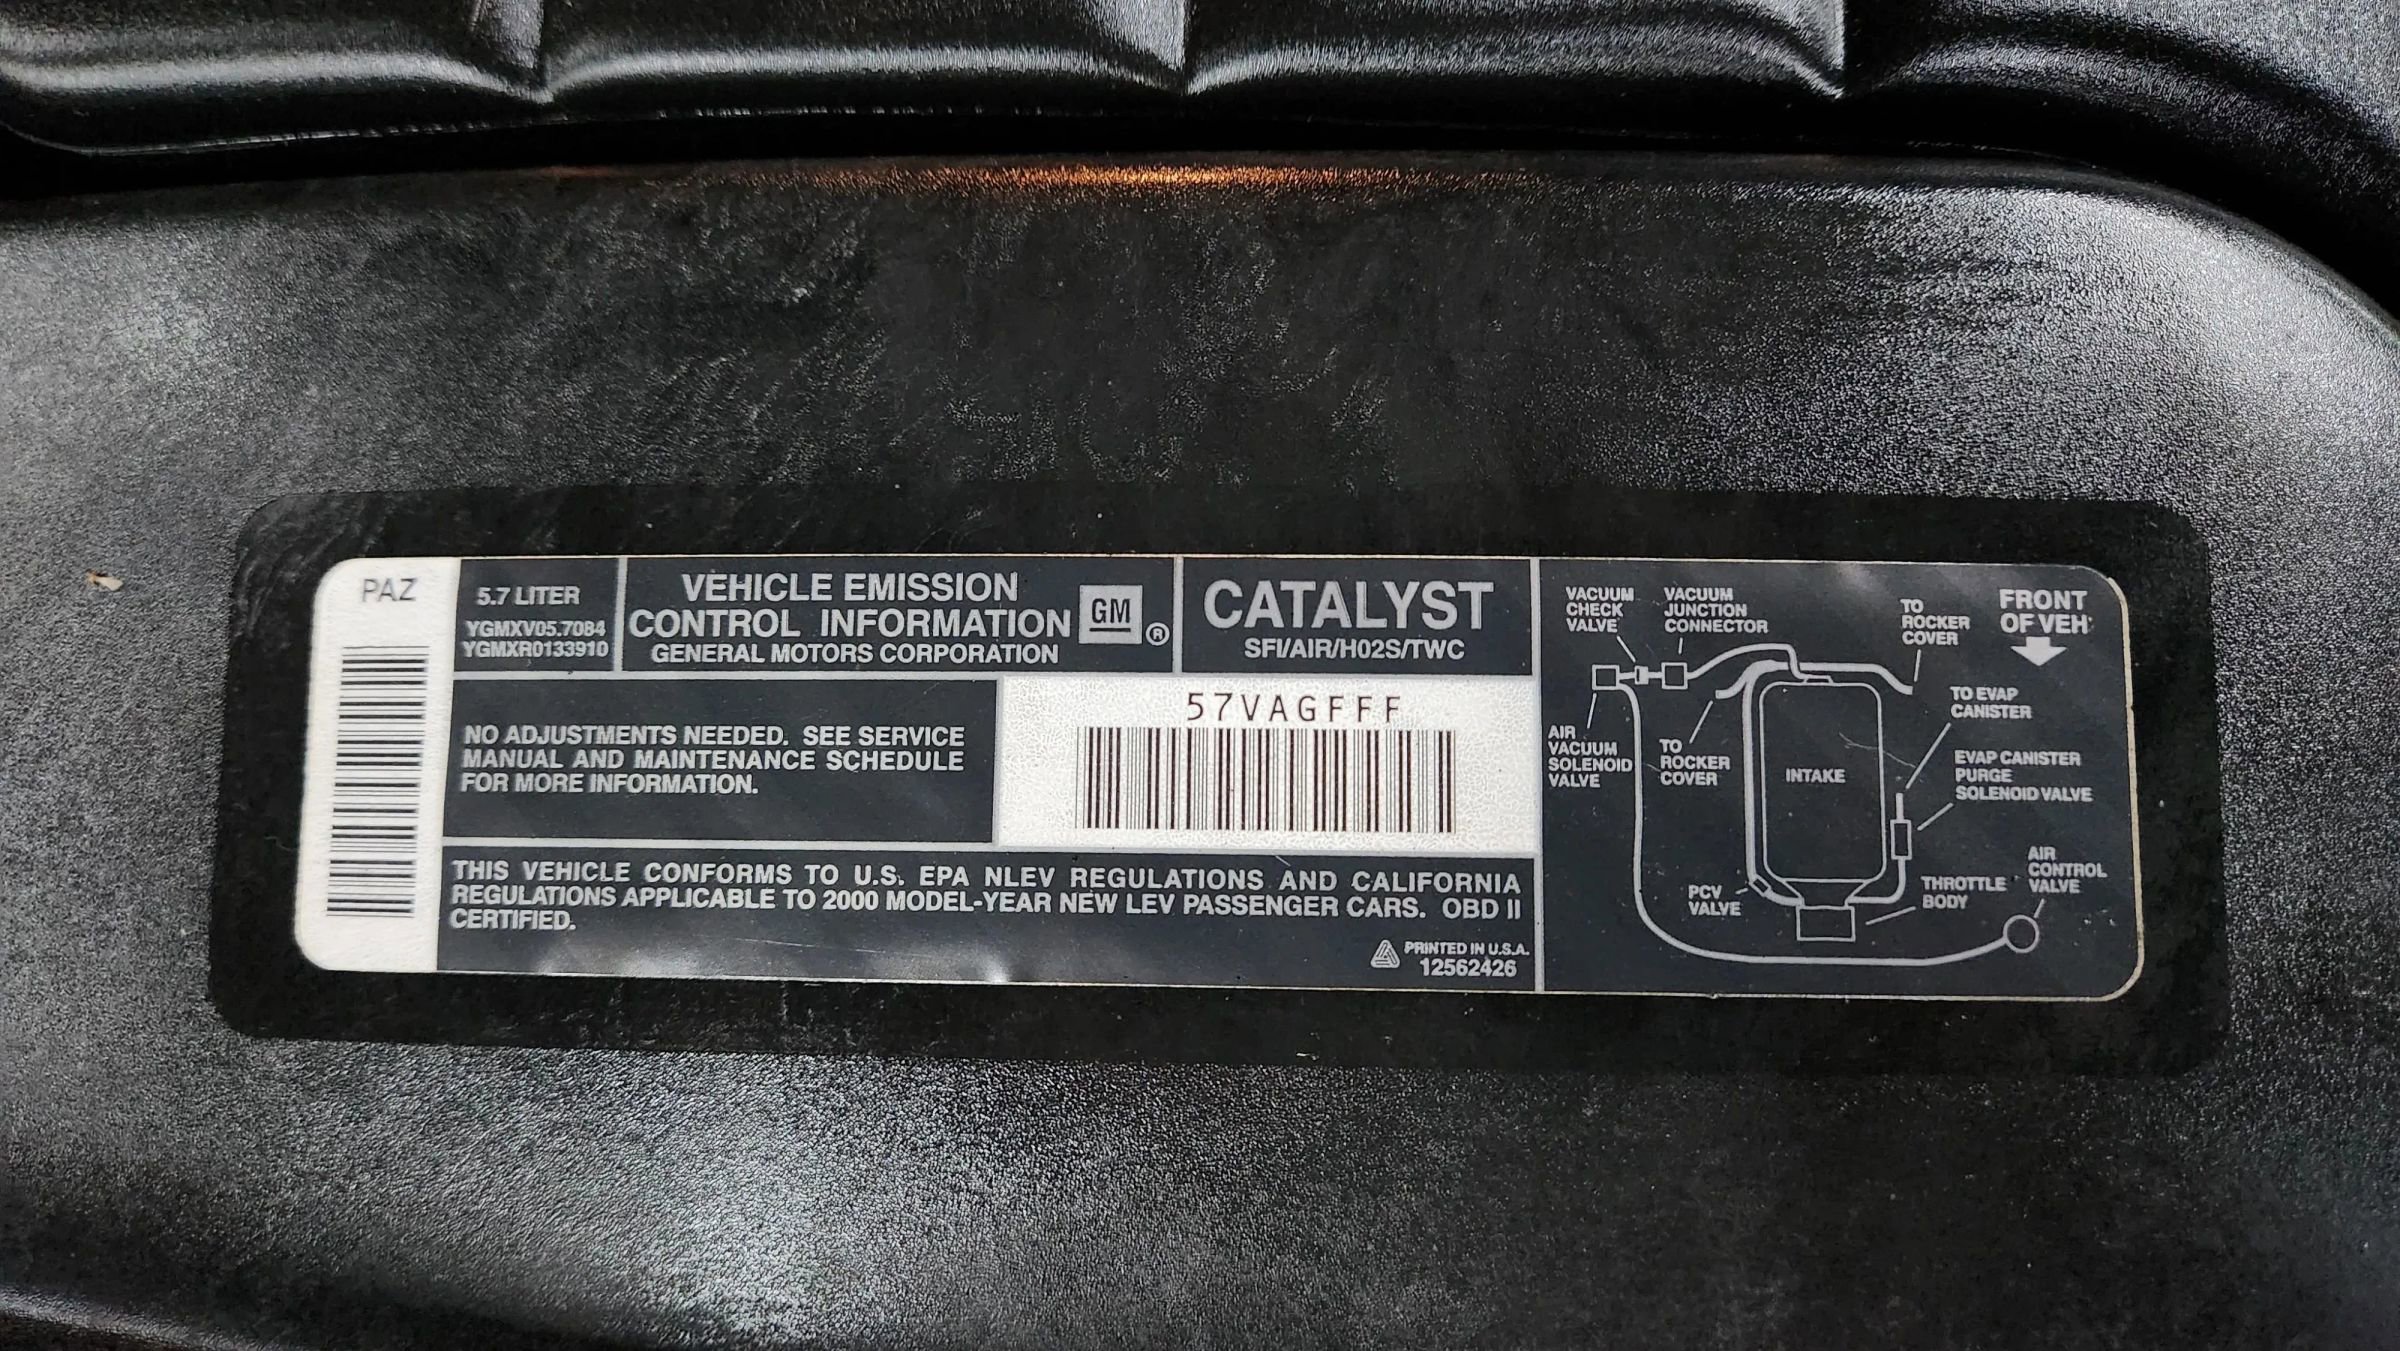 PAZ
5.7 LITER
YGMXV05.7084
YGMXR0133910
VEHICLE EMISSION
CONTROL INFORMATION
GENERAL MOTORS CORPORATION
GM
®
CATALYST
SFI/AIR/H02S/TWC
NO ADJUSTMENTS NEEDED. SEE SERVICE
MANUAL AND MAINTENANCE SCHEDULE
FOR MORE INFORMATION.
57VAGFFF
THIS VEHICLE CONFORMS TO U.S. EPA NLEV REGULATIONS AND CALIFORNIA
REGULATIONS APPLICABLE TO 2000 MODEL-YEAR NEW LEV PASSENGER CARS. OBD II
CERTIFIED.
PRINTED IN U.S.A.
12562426
VACUUM
CHECK
VALVE
VACUUM
JUNCTION
CONNECTOR
TO
ROCKER
COVER
FRONT
OF VEH
AIR
VACUUM
SOLENOID
VALVE
TO
ROCKER
COVER
INTAKE
TO EVAP
CANISTER
EVAP CANISTER
PURGE
SOLENOID VALVE
PCV
VALVE
THROTTLE
BODY
AIR
CONTROL
VALVE